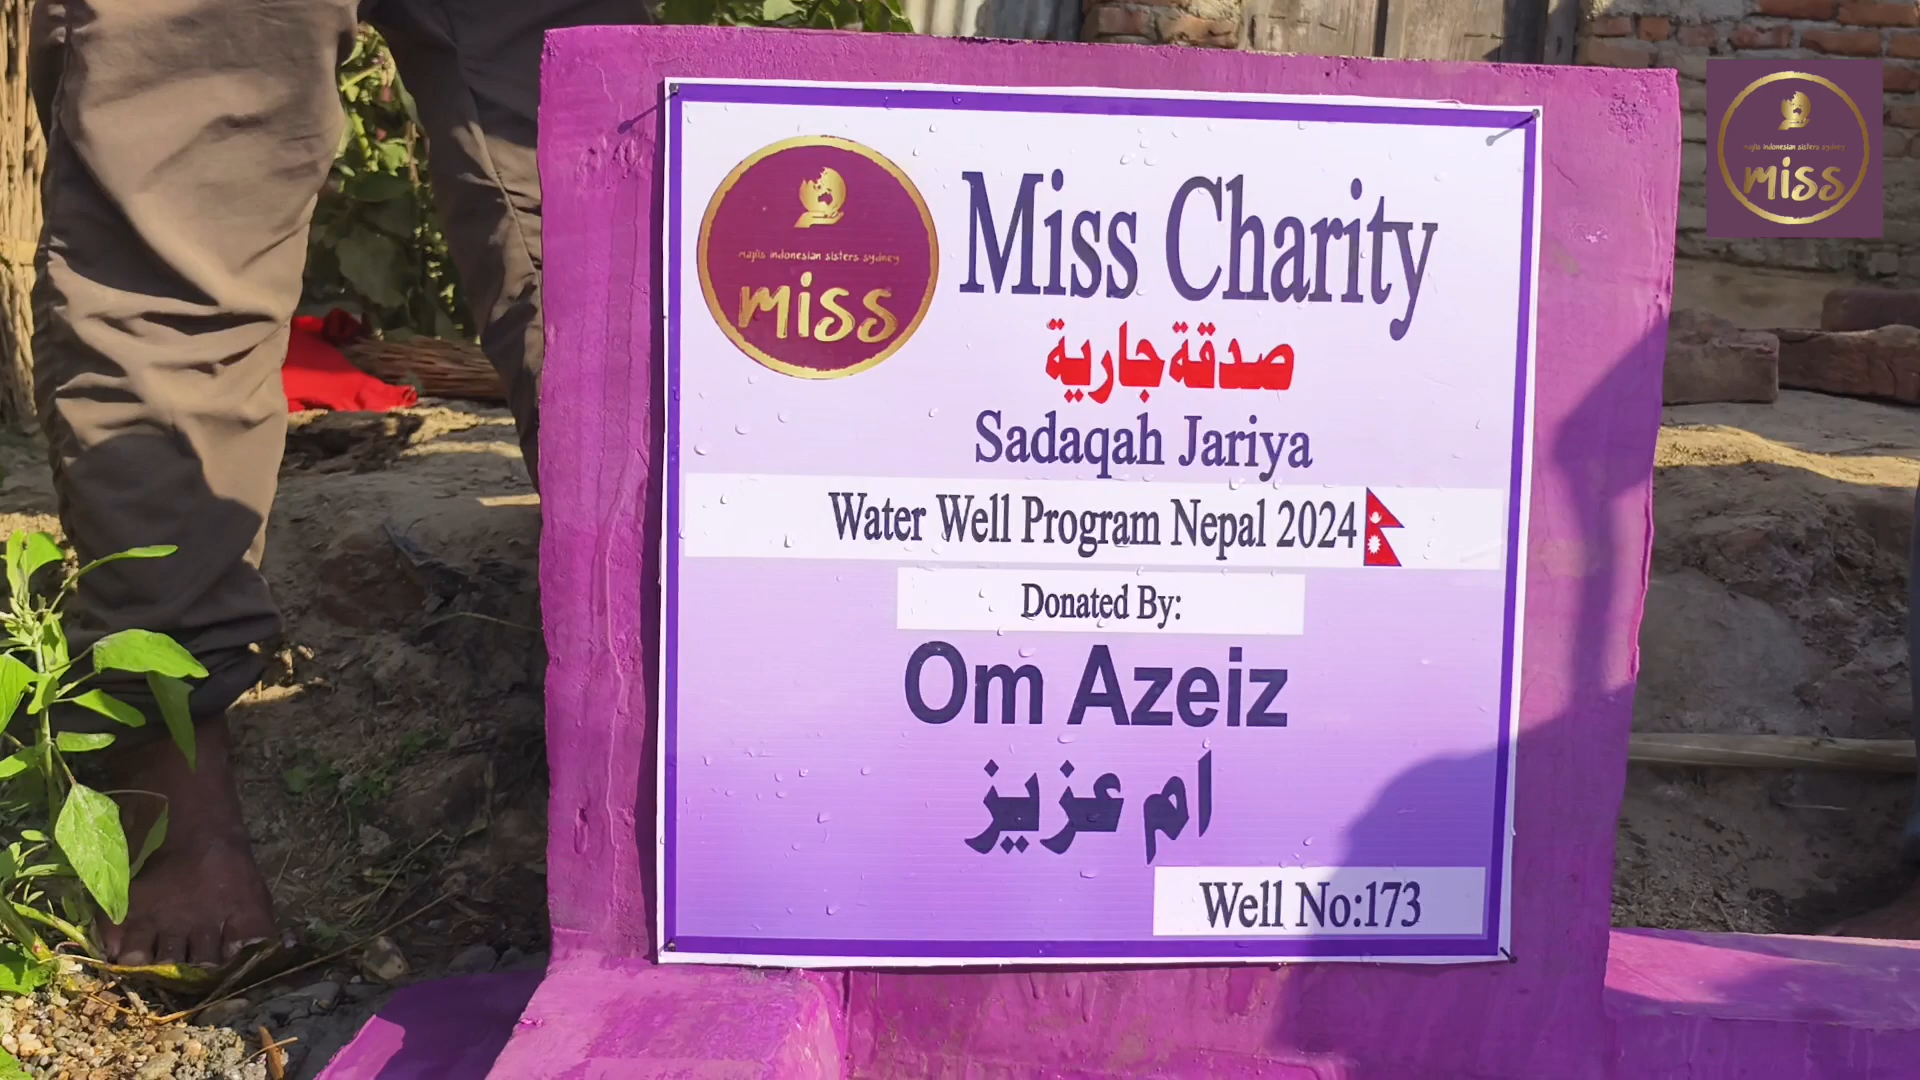 majlis indonesian sisters sydney
miss
Miss Charity
صدقة جارية
Sadaqah Jariya
Water Well Program Nepal 2024
Donated By:
Om Azeiz
ام عزيز
Well No:173
majlis indonesian sisters sydney
miss